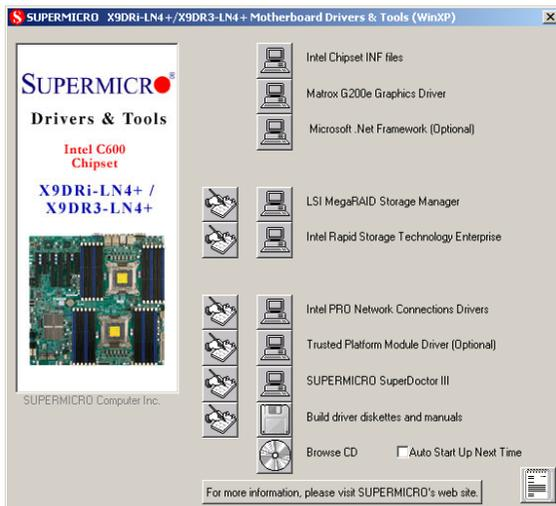 SUPERMICRO X9DRi-LN4+/X9DR3-LN4+ Motherboard Drivers & Tools (WinXP)
SUPERMICRO
Drivers & Tools
Intel C600
Chipset
X9DRi-LN4+ /
X9DR3-LN4+
SUPERMICRO Computer Inc.
Intel Chipset INF files
Matrox G200e Graphics Driver
Microsoft .Net Framework (Optional)
LSI MegaRAID Storage Manager
Intel Rapid Storage Technology Enterprise
Intel PRO Network Connections Drivers
Trusted Platform Module Driver (Optional)
SUPERMICRO SuperDoctor III
Build driver diskettes and manuals
Browse CD
Auto Start Up Next Time
For more information, please visit SUPERMICRO's web site.